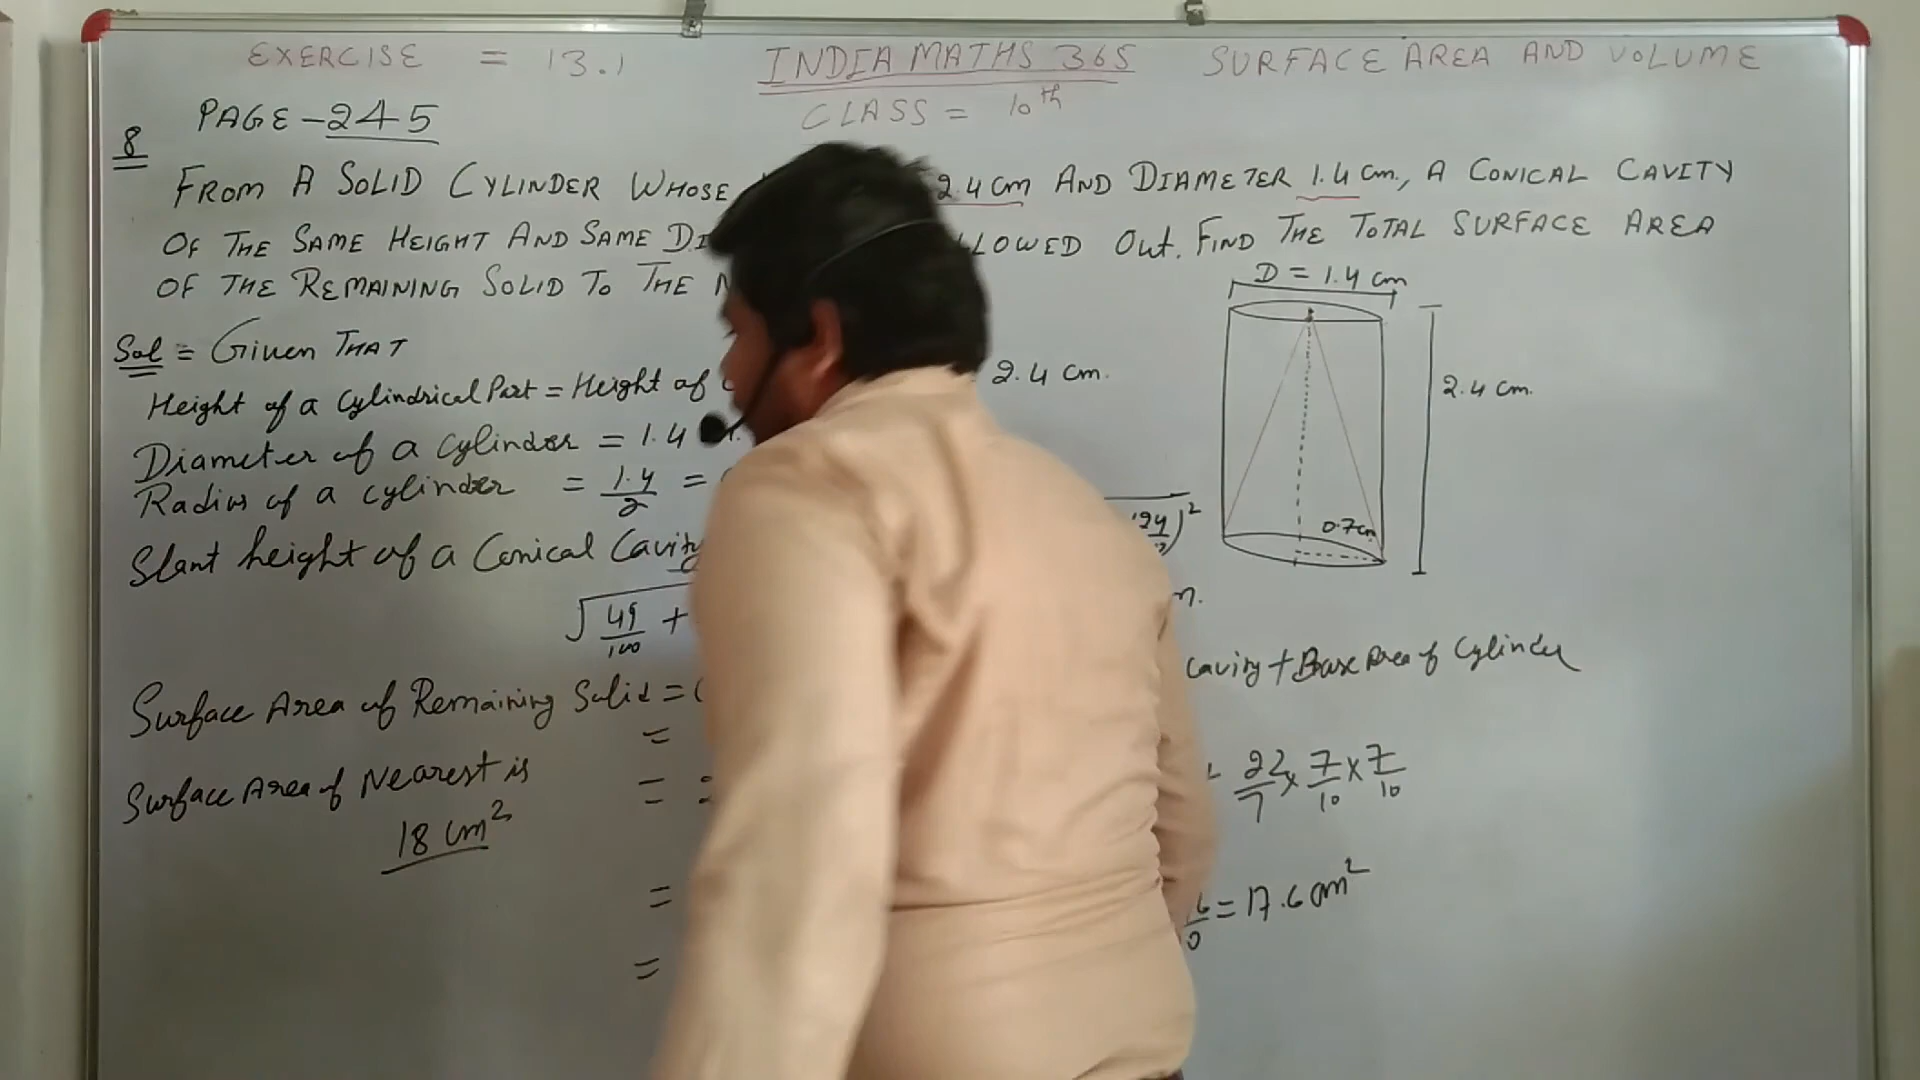 EXERCISE = 13.1 INDIA MATHS 365 SURFACE AREA AND VOLUME
PAGE-245 CLASS = 10th
8
FROM A SOLID CYLINDER WHOSE 2.4 cm AND DIAMETER 1.4 cm., A CONICAL CAVITY
OF THE SAME HEIGHT AND SAME DI LLOWED OUT. FIND THE TOTAL SURFACE AREA
OF THE REMAINING SOLID TO THE N
D = 1.4 cm
Sol = Given THAT
Height of a cylindrical Part = Height of 2.4 cm.
2.4 cm.
Diameter of a cylinder = 1.4
Radius of a cylinder = 1.4/2 =
0.7cm
Slant height of a Conical Cavity
√49/100 +
Surface Area of Remaining Solid = cavity + Base Area of Cylinder
=
Surface Area of Nearest is
= 22/7 × 7/10 × 7/10
18 cm²
= = 17.6 cm²
=